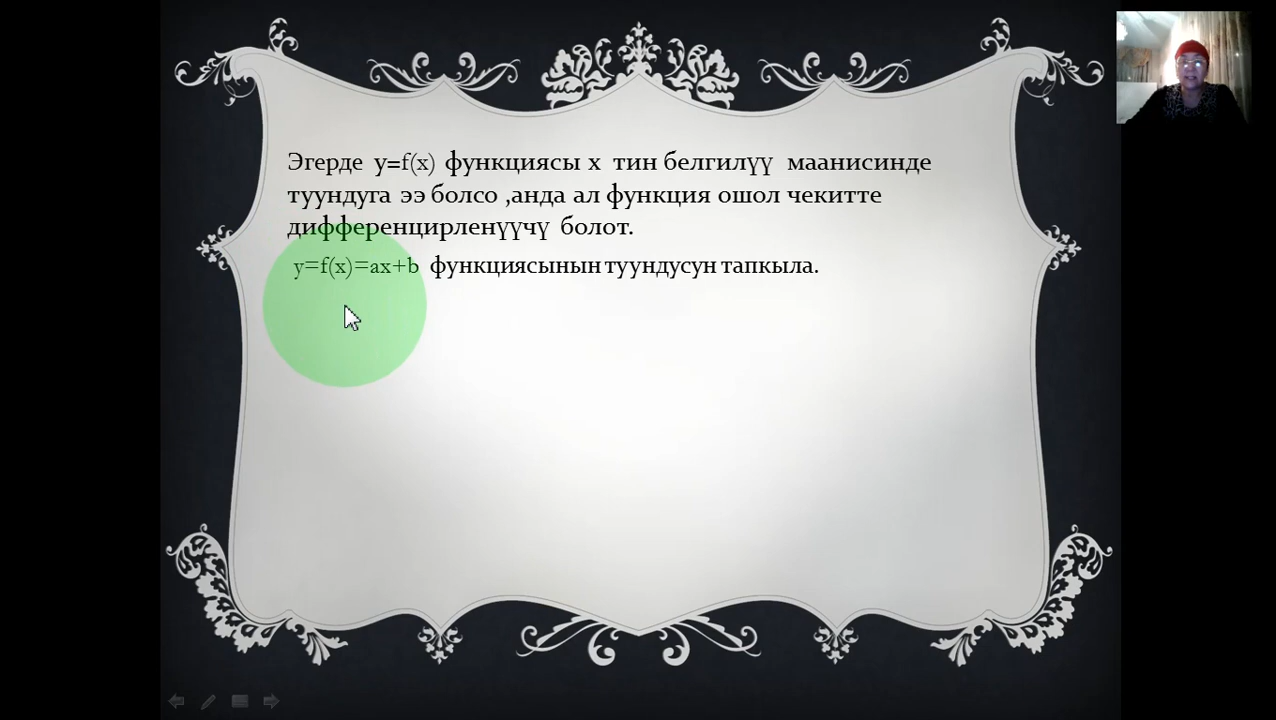 Эгерде y=f(x) функциясы х тин белгилүү маанисинде
туундуга ээ болсо ,анда ал функция ошол чекитте
дифференцирленүүчү болот.
y=f(x)=ax+b функциясынын туундусун тапкыла.